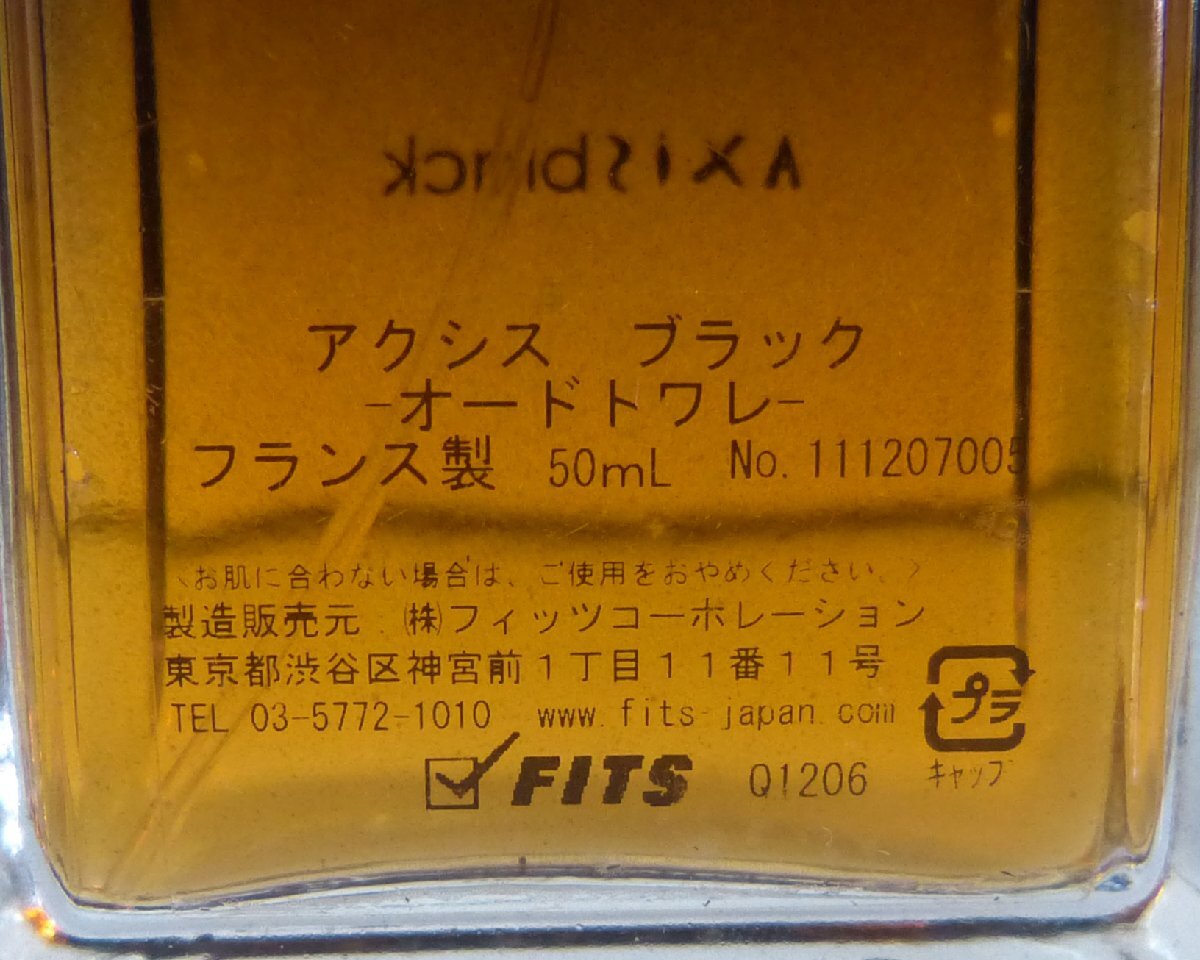 AXISblack
アクシス　ブラック
-オードトワレ-
フランス製 50mL No.111207005
〈お肌に合わない場合は、ご使用をおやめください。〉
製造販売元 ㈱フィッツコーポレーション
東京都渋谷区神宮前1丁目11番11号
TEL 03-5772-1010 www.fits-japan.com
プラ
キャップ
FITS Q1206